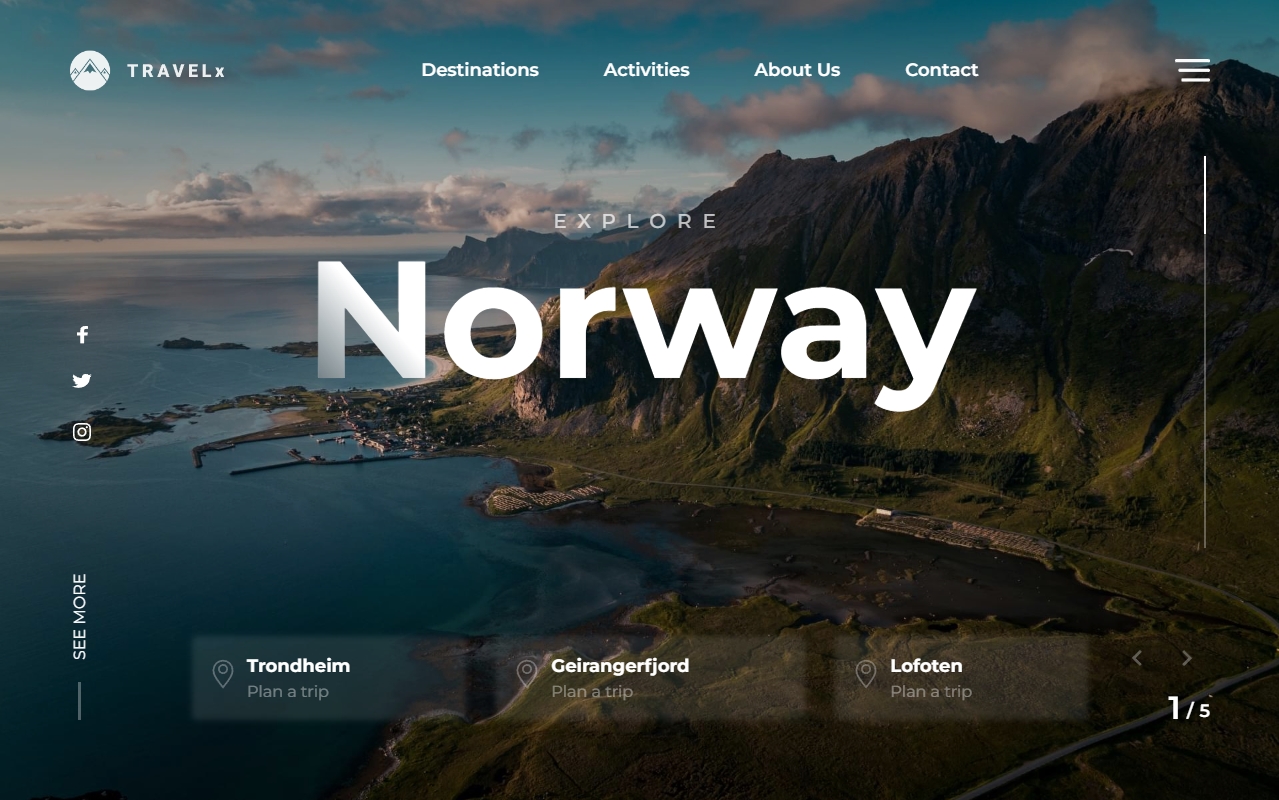 TRAVELx
Destinations
Activities
About Us
Contact
EXPLORE
Norway
SEE MORE
Trondheim
Plan a trip
Geirangerfjord
Plan a trip
Lofoten
Plan a trip
1 / 5